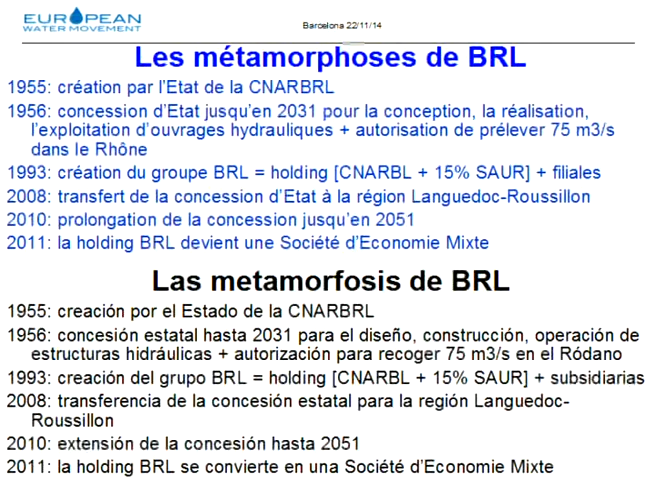 EUROPEAN
WATER MOVEMENT
Barcelona 22/11/14
Les métamorphoses de BRL
1955: création par l'Etat de la CNARBRL
1956: concession d'Etat jusqu'en 2031 pour la conception, la réalisation,
l'exploitation d'ouvrages hydrauliques + autorisation de prélever 75 m3/s
dans le Rhône
1993: création du groupe BRL = holding [CNARBL + 15% SAUR] + filiales
2008: transfert de la concession d'Etat à la région Languedoc-Roussillon
2010: prolongation de la concession jusqu'en 2051
2011: la holding BRL devient une Société d'Economie Mixte
Las metamorfosis de BRL
1955: creación por el Estado de la CNARBRL
1956: concesión estatal hasta 2031 para el diseño, construcción, operación de
estructuras hidráulicas + autorización para recoger 75 m3/s en el Ródano
1993: creación del grupo BRL = holding [CNARBL + 15% SAUR] + subsidiarias
2008: transferencia de la concesión estatal para la región Languedoc-
Roussillon
2010: extensión de la concesión hasta 2051
2011: la holding BRL se convierte en una Société d'Economie Mixte